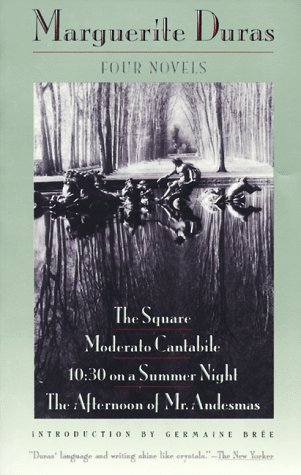 Marguerite Duras
FOUR NOVELS
The Square
Moderato Cantabile
10:30 on a Summer Night
The Afternoon of Mr. Andesmas
INTRODUCTION BY GERMAINE BRÉE
"Duras' language and writing shine like crystals."—The New Yorker